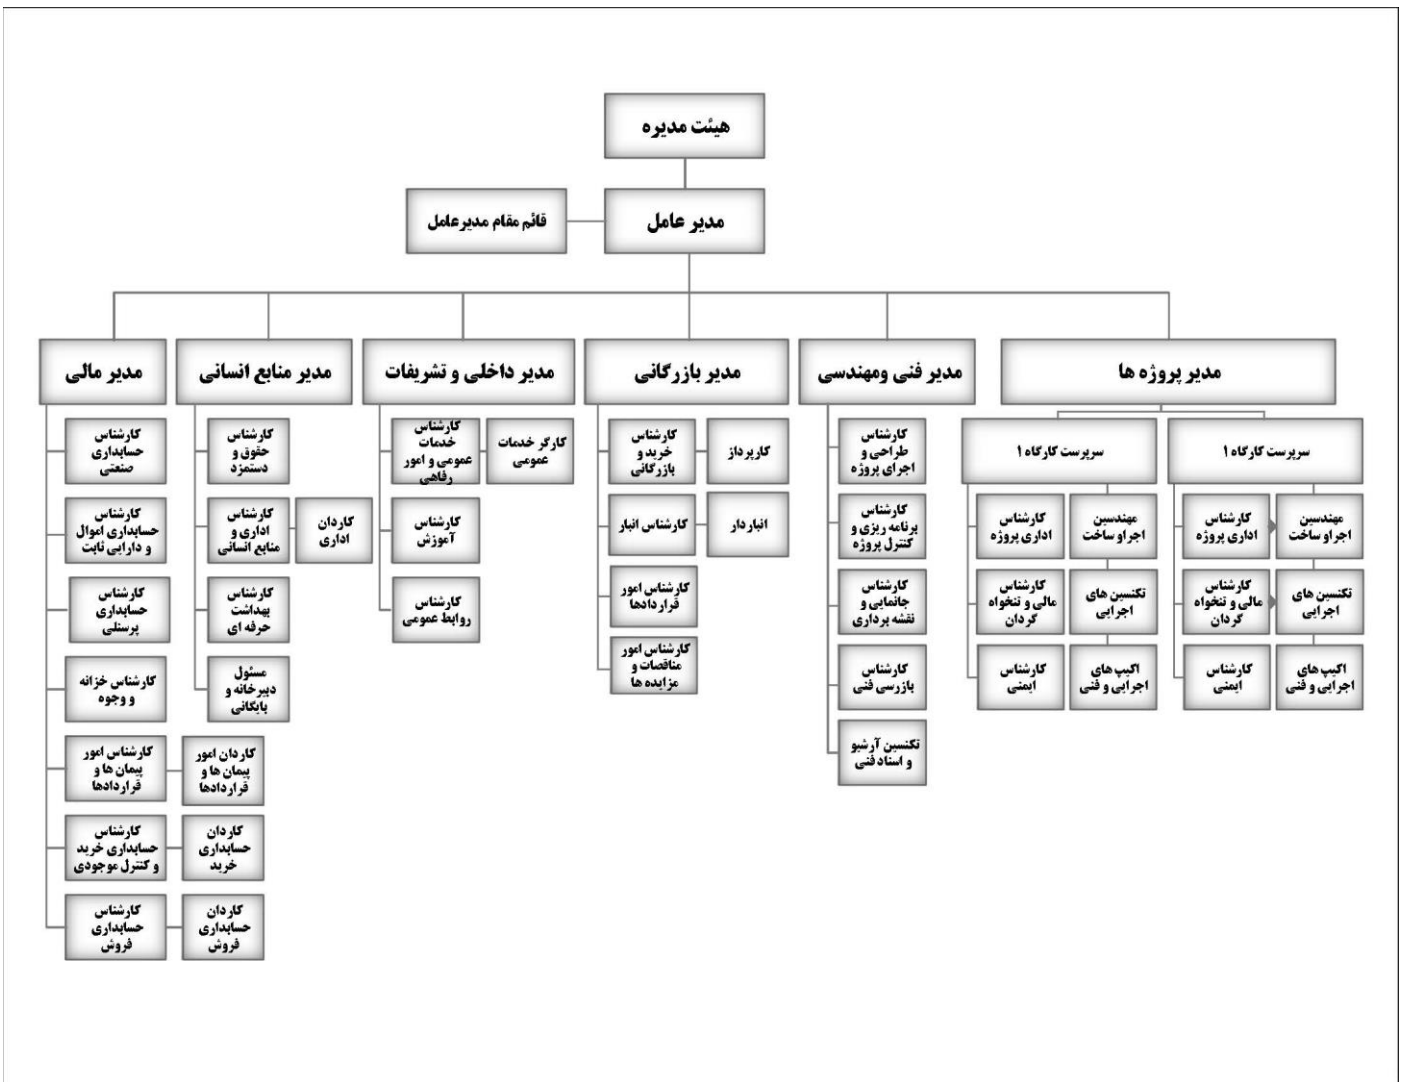 هیئت مدیره
مدیر عامل
قائم مقام مدیرعامل
مدیر پروژه ها
مدیر فنی ومهندسی
مدیر بازرگانی
مدیر داخلی و تشریفات
مدیر منابع انسانی
مدیر مالی
سرپرست کارگاه ۱
مهندسین
اجراو ساخت
کارشناس
اداری پروژه
تکنسین های
اجرایی
کارشناس
مالی و تنخواه
گردان
اکیپ های
اجرایی و فنی
کارشناس
ایمنی
سرپرست کارگاه ۱
مهندسین
اجراو ساخت
کارشناس
اداری پروژه
تکنسین های
اجرایی
کارشناس
مالی و تنخواه
گردان
اکیپ های
اجرایی و فنی
کارشناس
ایمنی
کارشناس
طراحی و
اجرای پروژه
کارشناس
برنامه ریزی و
کنترل پروژه
کارشناس
جانمایی و
نقشه برداری
کارشناس
بازرسی فنی
تکنسین آرشیو
و اسناد فنی
کارپرداز
کارشناس
خرید و
بازرگانی
انباردار
کارشناس انبار
کارشناس امور
قراردادها
کارشناس امور
مناقصات و
مزایده ها
کارگر خدمات
عمومی
کارشناس
خدمات
عمومی و امور
رفاهی
کارشناس
آموزش
کارشناس
روابط عمومی
کارشناس
حقوق و
دستمزد
کاردان
اداری
کارشناس
اداری و
منابع انسانی
کارشناس
بهداشت
حرفه ای
مسئول
دبیرخانه و
بایگانی
کارشناس
حسابداری
صنعتی
کارشناس
حسابداری اموال
و دارایی ثابت
کارشناس
حسابداری
پرسنلی
کارشناس خزانه
و وجوه
کاردان امور
پیمان ها و
قراردادها
کارشناس امور
پیمان ها و
قراردادها
کاردان
حسابداری
خرید
کارشناس
حسابداری خرید
و کنترل موجودی
کاردان
حسابداری
فروش
کارشناس
حسابداری
فروش